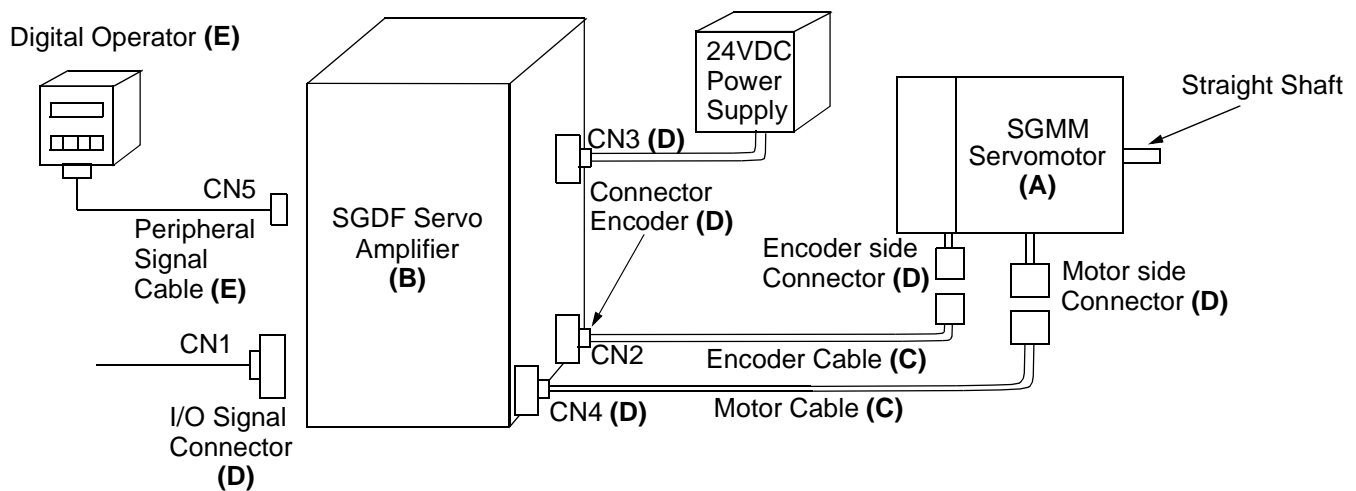 Digital Operator (E)
24VDC
Power
Supply
Straight Shaft
SGMM
Servomotor
(A)
CN3 (D)
CN5
Connector
Encoder (D)
SGDF Servo
Amplifier
(B)
Peripheral
Signal
Cable (E)
Encoder side
Connector (D)
Motor side
Connector (D)
CN1
CN2
Encoder Cable (C)
CN4 (D)
Motor Cable (C)
I/O Signal
Connector
(D)